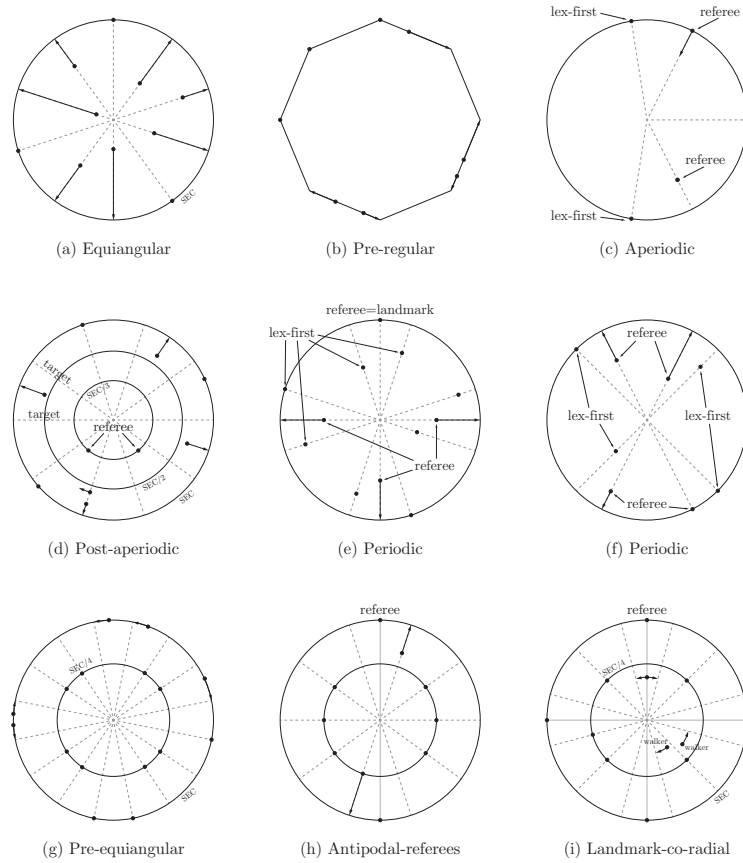 lex-first
referee
SEC
referee
lex-first
(a) Equiangular
(b) Pre-regular
(c) Aperiodic
target
target
SEC/3
referee
SEC/2
SEC
(d) Post-aperiodic
referee=landmark
lex-first
referee
(e) Periodic
referee
lex-first
lex-first
referee
(f) Periodic
SEC/4
SEC
(g) Pre-equiangular
referee
(h) Antipodal-referees
referee
SEC/4
walker
walker
SEC
(i) Landmark-co-radial